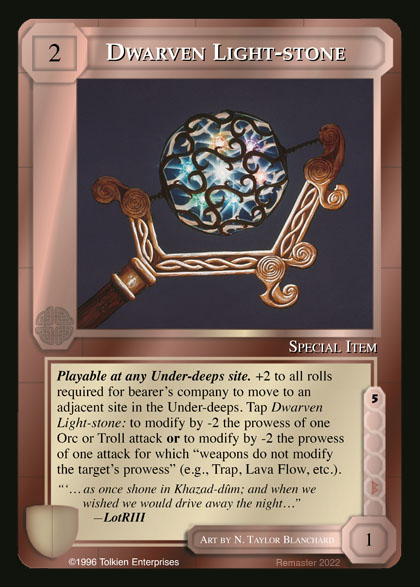 2
DWARVEN LIGHT-STONE
SPECIAL ITEM
Playable at any Under-deeps site. +2 to all rolls
required for bearer's company to move to an
adjacent site in the Under-deeps. Tap Dwarven
Light-stone: to modify by -2 the prowess of one
Orc or Troll attack or to modify by -2 the prowess
of one attack for which “weapons do not modify
the target's prowess” (e.g., Trap, Lava Flow, etc.).
“‘…as once shone in Khazad-dûm; and when we
wished we would drive away the night…”
—LotRIII
5
ART BY N. TAYLOR BLANCHARD
1
©1996 Tolkien Enterprises
Remaster 2022